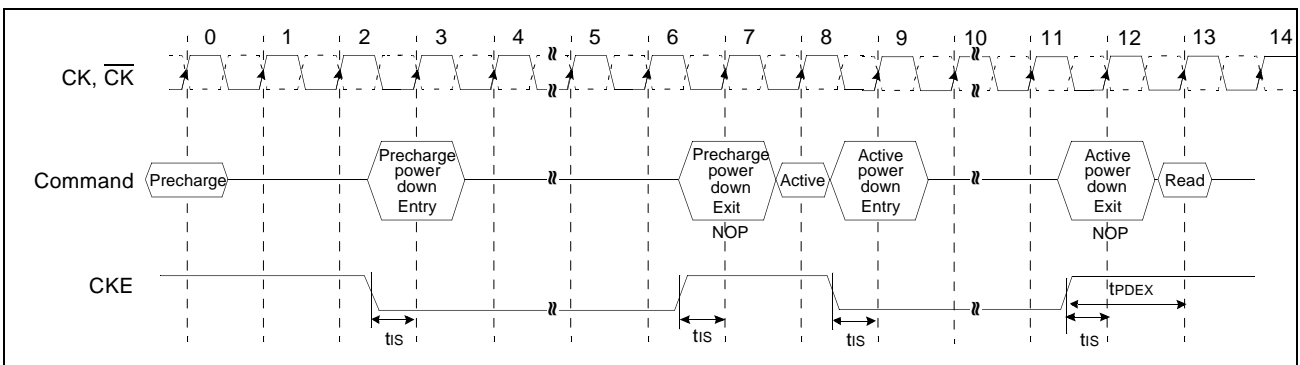 0 1 2 3 4 5 6 7 8 9 10 11 12 13 14
CK, CK
Command
Precharge
Precharge
power
down
Entry
Precharge
power
down
Exit
NOP
Active
Active
power
down
Entry
Active
power
down
Exit
NOP
Read
CKE
tIS
tIS
tIS
tPDEX
tIS